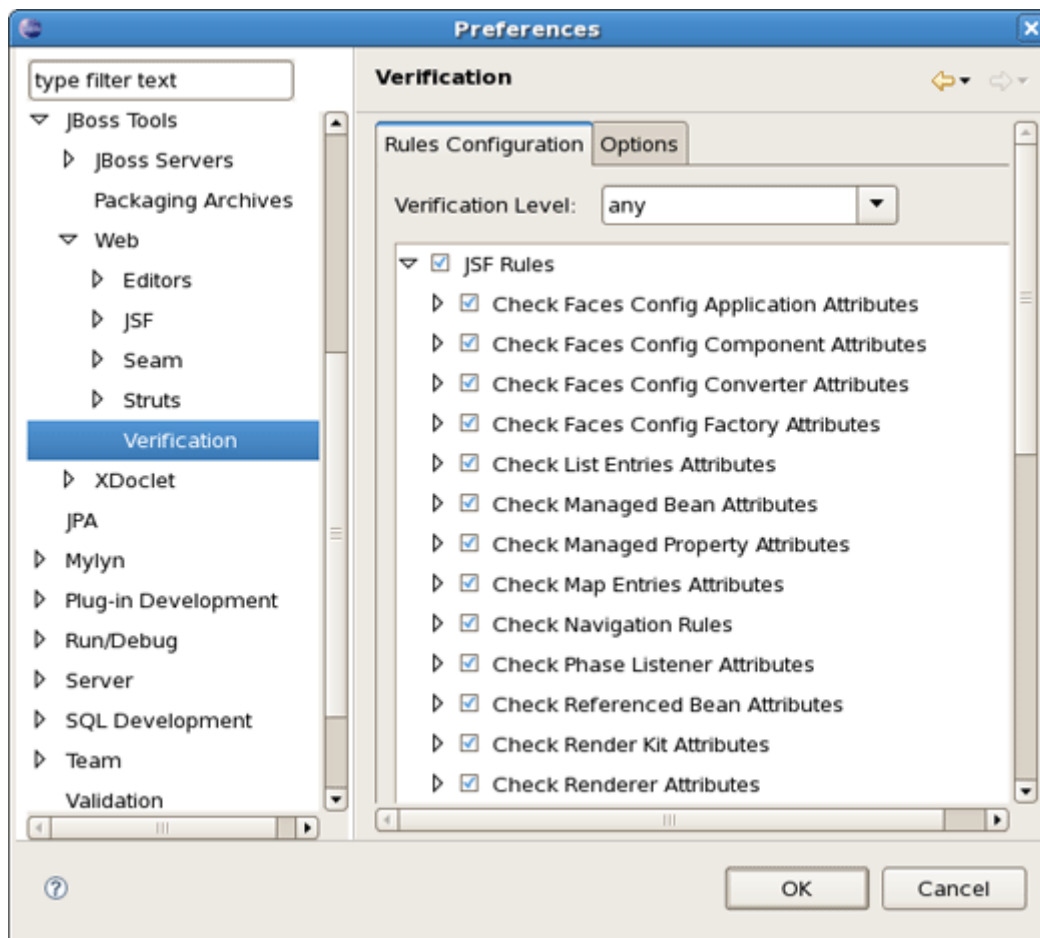 Preferences
type filter text
JBoss Tools
JBoss Servers
Packaging Archives
Web
Editors
JSF
Seam
Struts
Verification
XDoclet
JPA
Mylyn
Plug-in Development
Run/Debug
Server
SQL Development
Team
Validation
Verification
Rules Configuration
Options
Verification Level:
any
JSF Rules
Check Faces Config Application Attributes
Check Faces Config Component Attributes
Check Faces Config Converter Attributes
Check Faces Config Factory Attributes
Check List Entries Attributes
Check Managed Bean Attributes
Check Managed Property Attributes
Check Map Entries Attributes
Check Navigation Rules
Check Phase Listener Attributes
Check Referenced Bean Attributes
Check Render Kit Attributes
Check Renderer Attributes
OK
Cancel